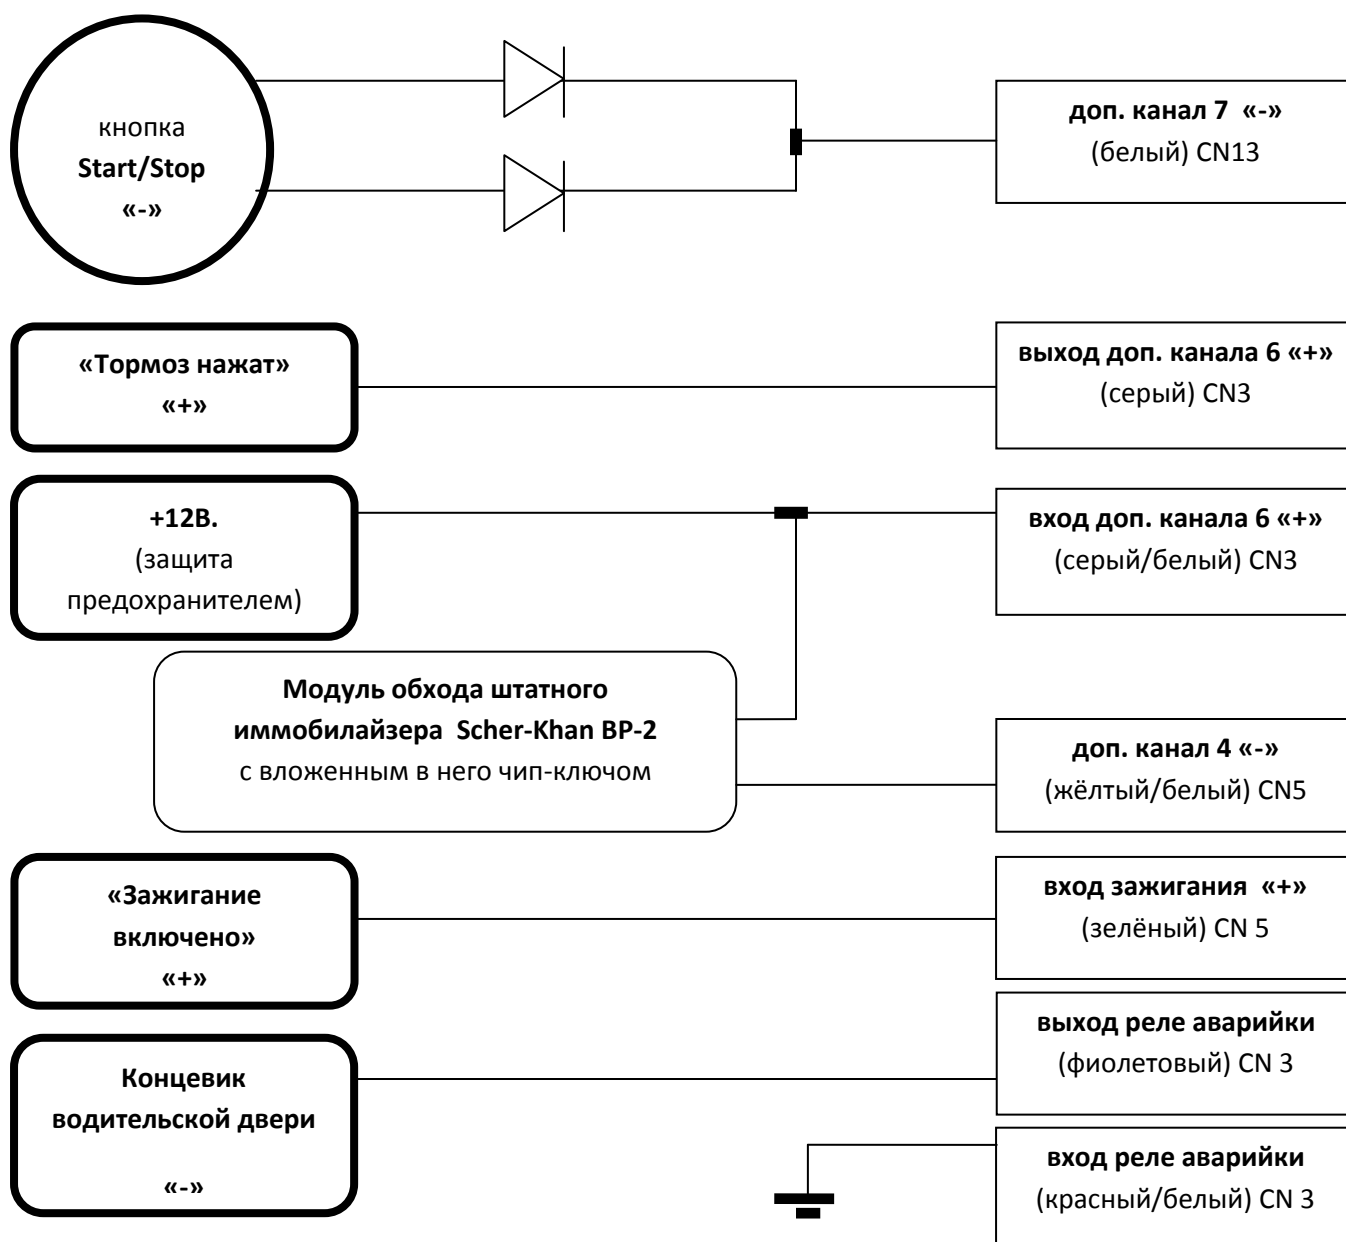 кнопка
Start/Stop
«-»
доп. канал 7 «-»
(белый) CN13
«Тормоз нажат»
«+»
выход доп. канала 6 «+»
(серый) CN3
+12В.
(защита
предохранителем)
вход доп. канала 6 «+»
(серый/белый) CN3
Модуль обхода штатного
иммобилайзера Scher-Khan BP-2
с вложенным в него чип-ключом
доп. канал 4 «-»
(жёлтый/белый) CN5
«Зажигание
включено»
«+»
вход зажигания «+»
(зелёный) CN 5
Концевик
водительской двери
«-»
выход реле аварийки
(фиолетовый) CN 3
вход реле аварийки
(красный/белый) CN 3